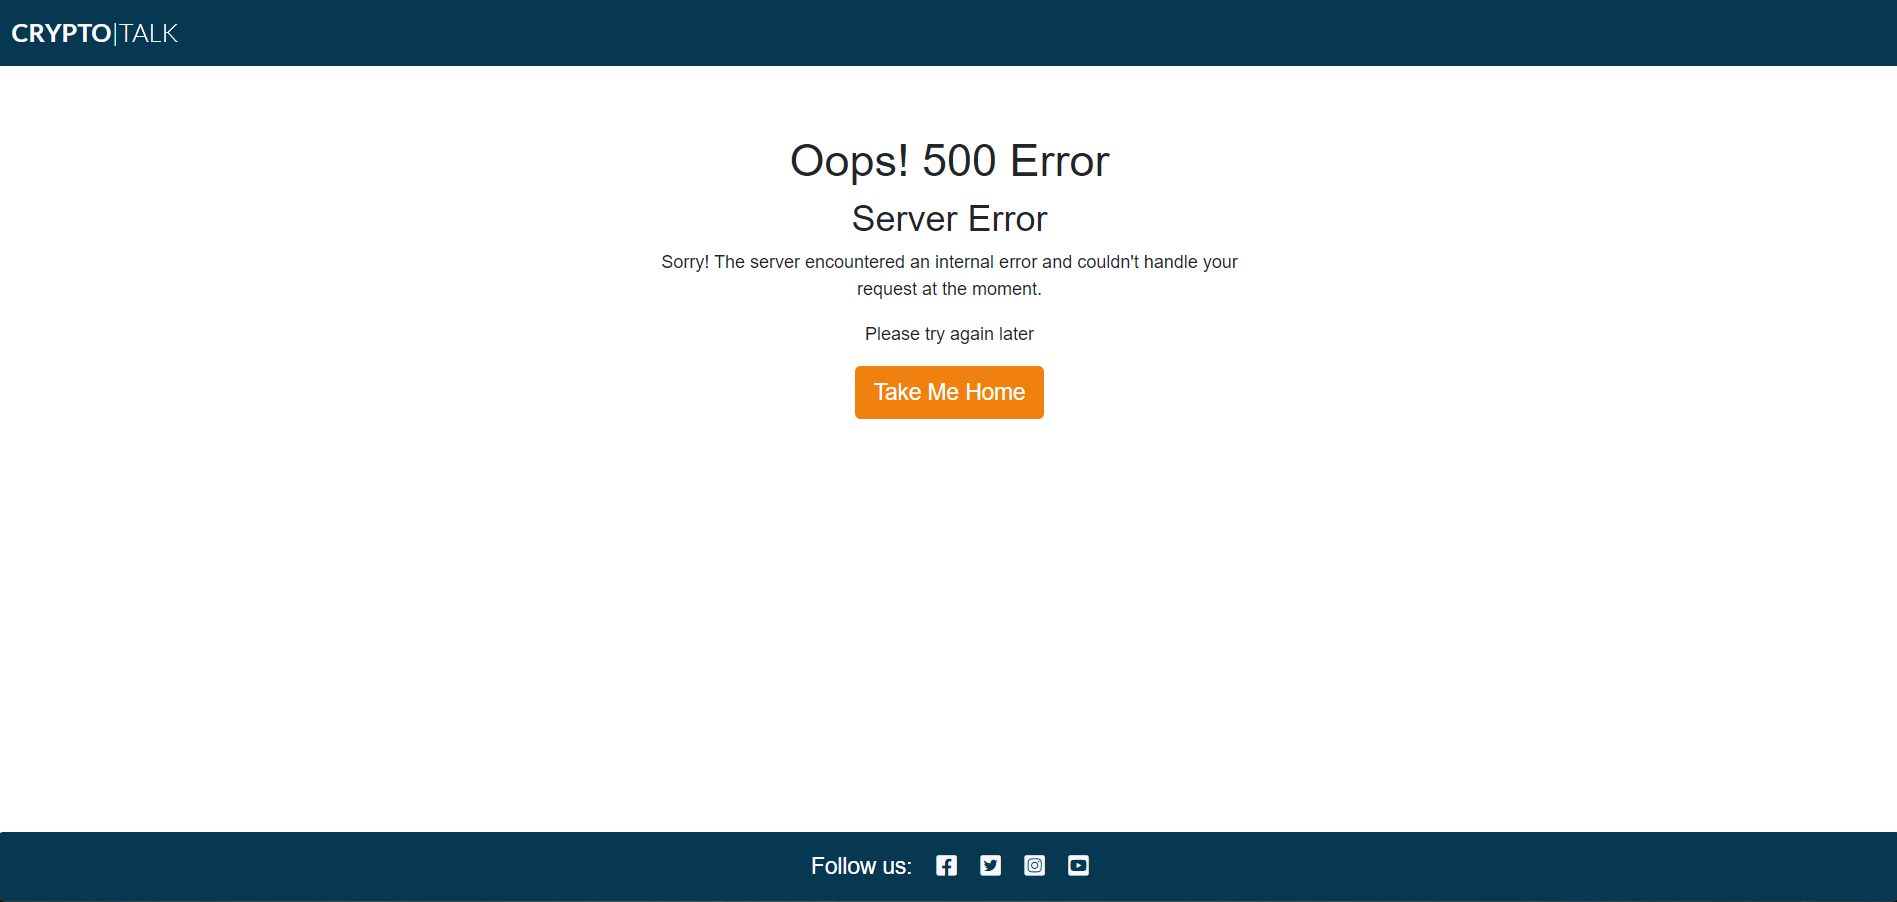 CRYPTO|TALK
Oops! 500 Error
Server Error
Sorry! The server encountered an internal error and couldn't handle your
request at the moment.
Please try again later
Take Me Home
Follow us: